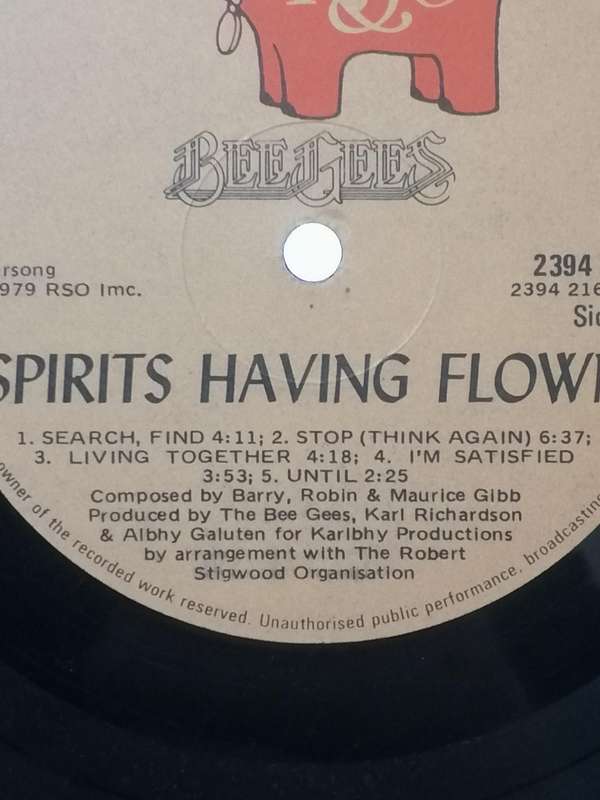 BEE GEES
rsong
979 RSO Imc.
2394
2394 216
SPIRITS HAVING FLOW
1. SEARCH, FIND 4:11; 2. STOP (THINK AGAIN) 6:37;
3. LIVING TOGETHER 4:18; 4. I'M SATISFIED
3:53; 5. UNTIL 2:25
Composed by Barry, Robin & Maurice Gibb
Produced by The Bee Gees, Karl Richardson
& Albhy Galuten for Karlbhy Productions
by arrangement with The Robert
Stigwood Organisation
owner of the recorded work reserved. Unauthorised public performance, broadcasting